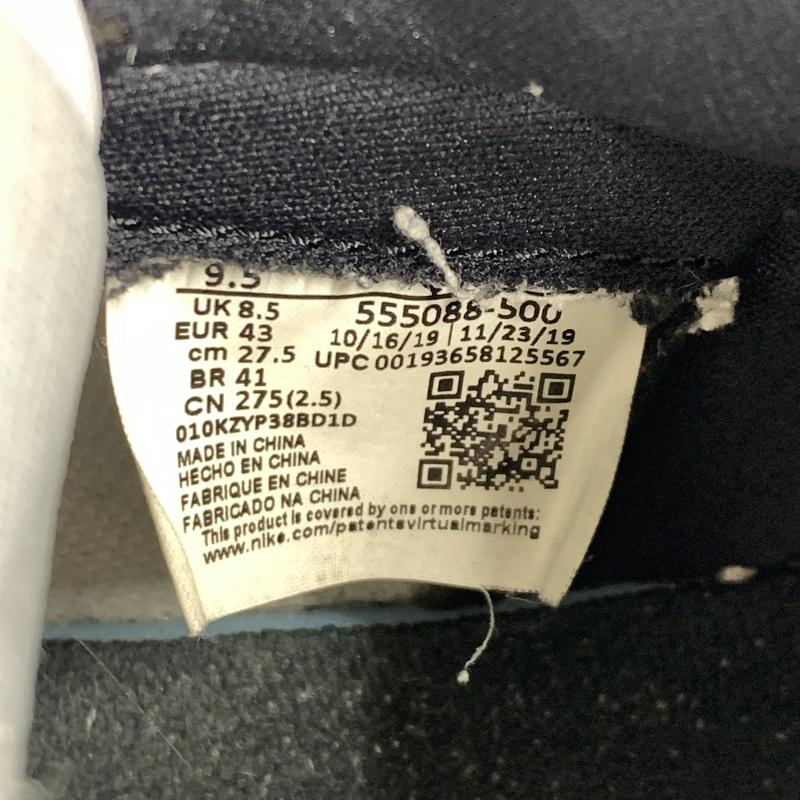 9.5
UK 8.5
EUR 43
cm 27.5
BR 41
CN 275(2.5)
010KZYP38BD1D
MADE IN CHINA
HECHO EN CHINA
FABRIQUE EN CHINE
FABRICADO NA CHINA
555088-500
10/16/19 | 11/23/19
UPC 00193658125567
This product is covered by one or more patents:
www.nike.com/patentsvirtualmarking